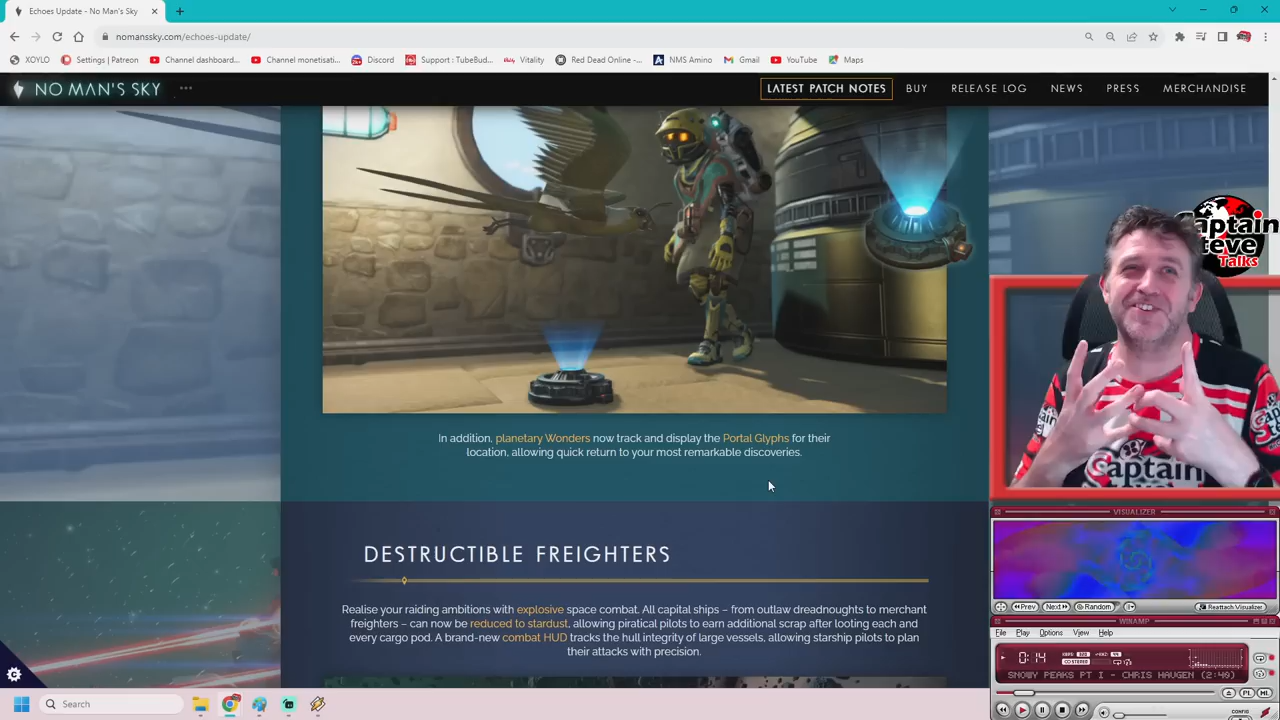 Echoes Update - No Man's Sky
nomanssky.com/echoes-update/
XOYLO
Settings | Patreon
Channel dashboard...
Channel monetisati...
Discord
Support : TubeBud...
Vitality
Red Dead Online -...
NMS Amino
Gmail
YouTube
Maps
NO MAN'S SKY
LATEST PATCH NOTES
BUY
RELEASE LOG
NEWS
PRESS
MERCHANDISE
Captain
Steve
Talks
Captain
In addition, planetary Wonders now track and display the Portal Glyphs for their
location, allowing quick return to your most remarkable discoveries.
DESTRUCTIBLE FREIGHTERS
Realise your raiding ambitions with explosive space combat. All capital ships – from outlaw dreadnoughts to merchant
freighters – can now be reduced to stardust, allowing piratical pilots to earn additional scrap after looting each and
every cargo pod. A brand-new combat HUD tracks the hull integrity of large vessels, allowing starship pilots to plan
their attacks with precision.
VISUALIZER
Prev
Next
Random
Reattach Visualizer
WINAMP
File Play Options View Help
0:14
STEREO
SNOWY PEAKS PT I - CHRIS HAUGEN (2:40)
PL
ML
CONFIG
Search